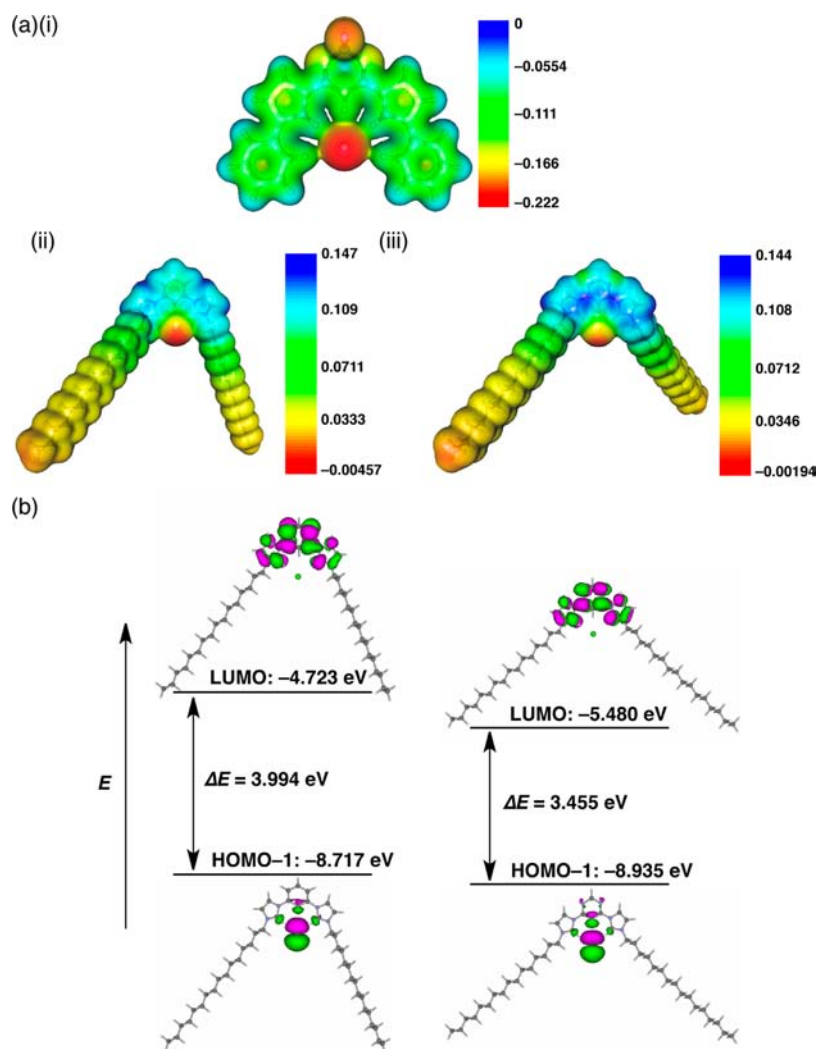 (a)(i)
0
–0.0554
–0.111
–0.166
–0.222
(ii)
0.147
0.109
0.0711
0.0333
–0.00457
(iii)
0.144
0.108
0.0712
0.0346
–0.00194
(b)
E
LUMO: –4.723 eV
ΔE = 3.994 eV
HOMO–1: –8.717 eV
LUMO: –5.480 eV
ΔE = 3.455 eV
HOMO–1: –8.935 eV